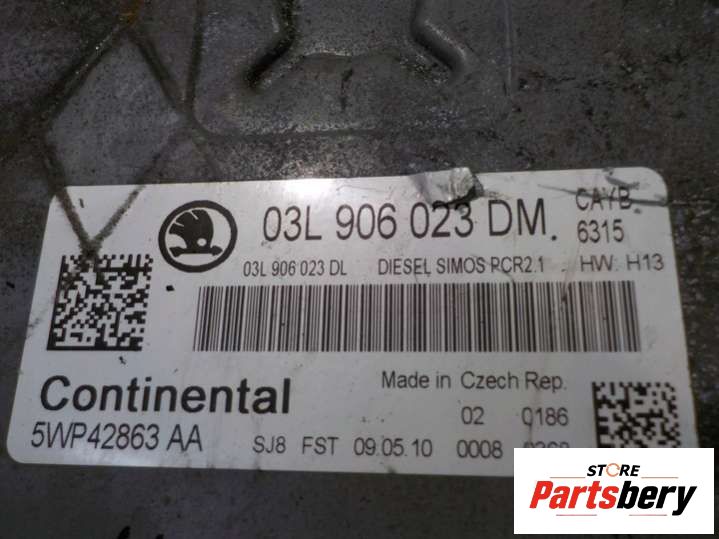 03L 906 023 DM. CAYB
6315
03L 906 023 DL DIESEL SIMOS PCR2.1 HW: H13
Continental
Made in Czech Rep.
02 0186
5WP42863 AA
SJ8 FST 09.05.10 0008
STORE
Partsbery